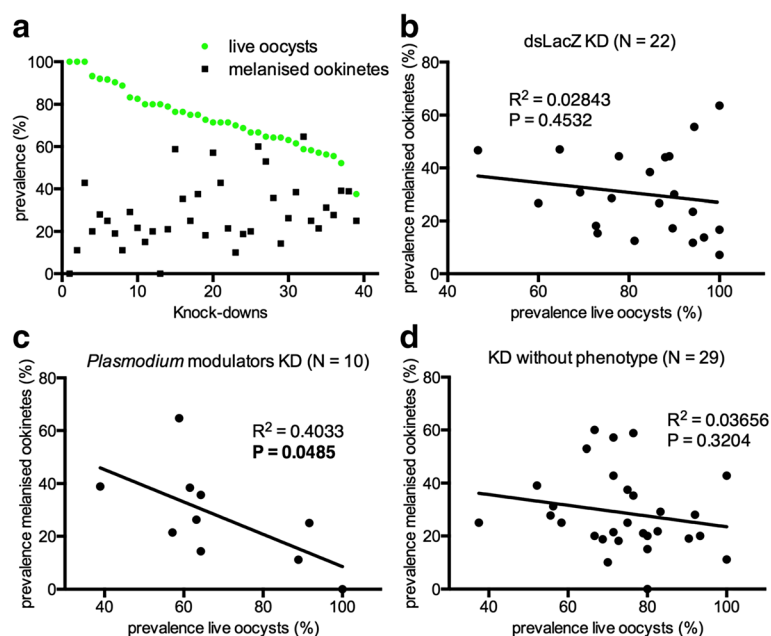 a
live oocysts
melanised ookinetes
prevalence (%)
100
80
60
40
20
0
0 10 20 30 40
Knock-downs
b
dsLacZ KD (N = 22)
prevalence melanised ookinetes (%)
80
60
40
20
0
R² = 0.02843
P = 0.4532
40 60 80 100
prevalence live oocysts (%)
c
Plasmodium modulators KD (N = 10)
prevalence melanised ookinetes (%)
80
60
40
20
0
R² = 0.4033
P = 0.0485
40 60 80 100
prevalence live oocysts (%)
d
KD without phenotype (N = 29)
prevalence melanised ookinetes (%)
80
60
40
20
0
R² = 0.03656
P = 0.3204
40 60 80 100
prevalence live oocysts (%)